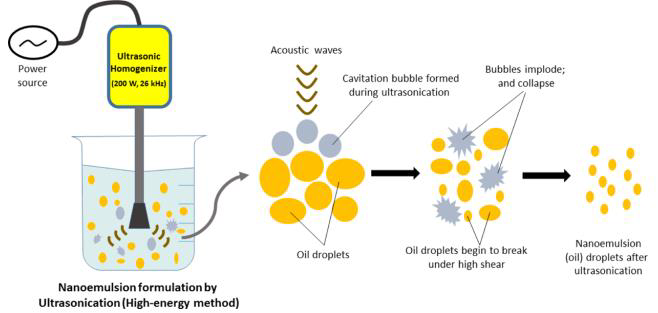 Ultrasonic
Homogenizer
(200 W, 26 kHz)
Power
source
Nanoemulsion formulation by
Ultrasonication (High-energy method)
Acoustic waves
Cavitation bubble formed
during ultrasonication
Oil droplets
Bubbles implode;
and collapse
Oil droplets begin to break
under high shear
Nanoemulsion
(oil) droplets after
ultrasonication